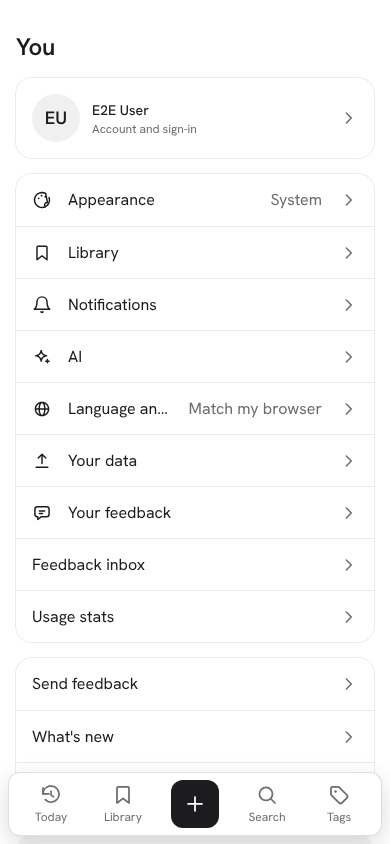 You
EU
E2E User
Account and sign-in
Appearance System
Library
Notifications
AI
Language an... Match my browser
Your data
Your feedback
Feedback inbox
Usage stats
Send feedback
What's new
Today Library Search Tags